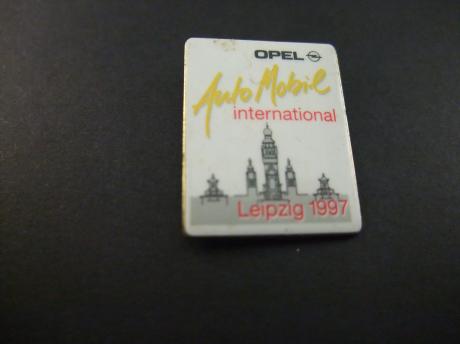 OPEL
Auto Mobil
international
Leipzig 1997